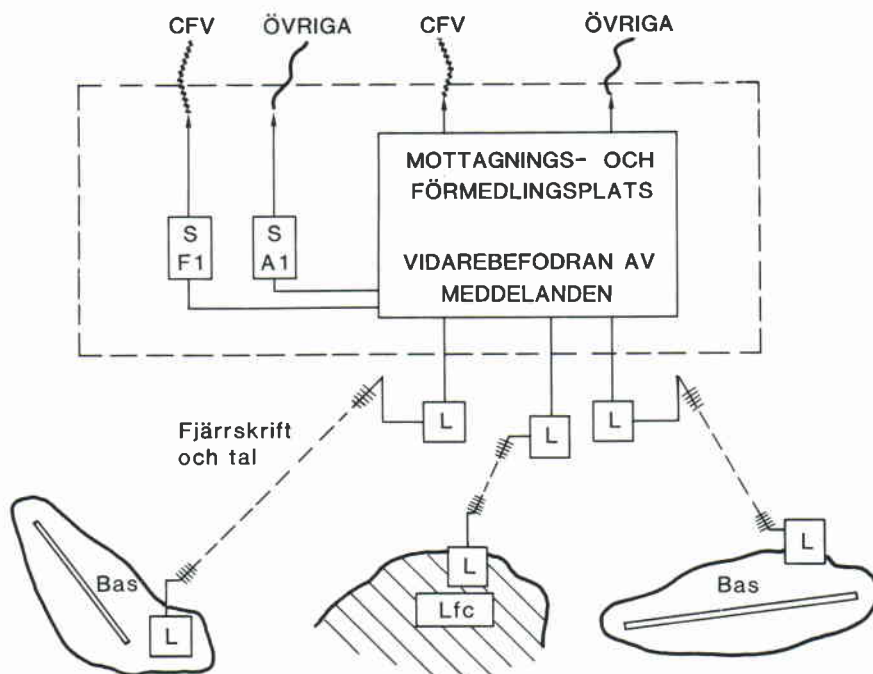 CFV
ÖVRIGA
CFV
ÖVRIGA
MOTTAGNINGS- OCH
FÖRMEDLINGSPLATS
VIDAREBEFODRAN AV
MEDDELANDEN
S
F1
S
A1
L
L
L
Fjärrskrift
och tal
Bas
L
L
Lfc
L
Bas